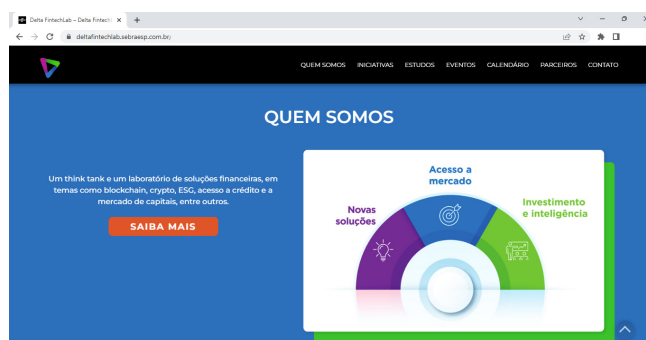 Delta FintechLab – Delta Fintech
deltafintechlab.sebraesp.com.br/
QUEM SOMOS INICIATIVAS ESTUDOS EVENTOS CALENDÁRIO PARCEIROS CONTATO
QUEM SOMOS
Um think tank e um laboratório de soluções financeiras, em
temas como blockchain, crypto, ESG, acesso a crédito e a
mercado de capitais, entre outros.
SAIBA MAIS
Acesso a
mercado
Novas
soluções
Investimento
e inteligência